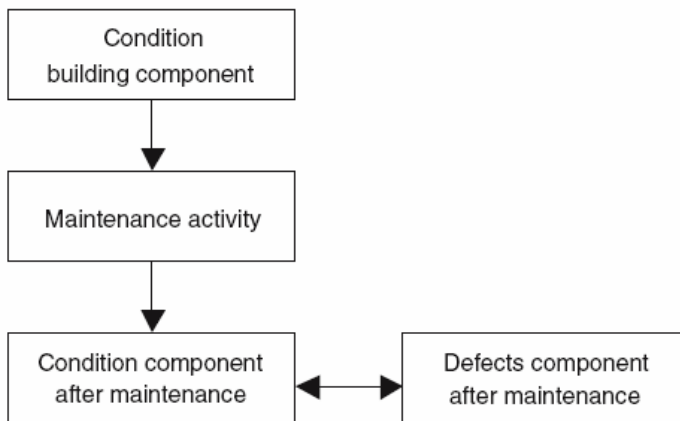 Condition
building component
Maintenance activity
Condition component
after maintenance
Defects component
after maintenance